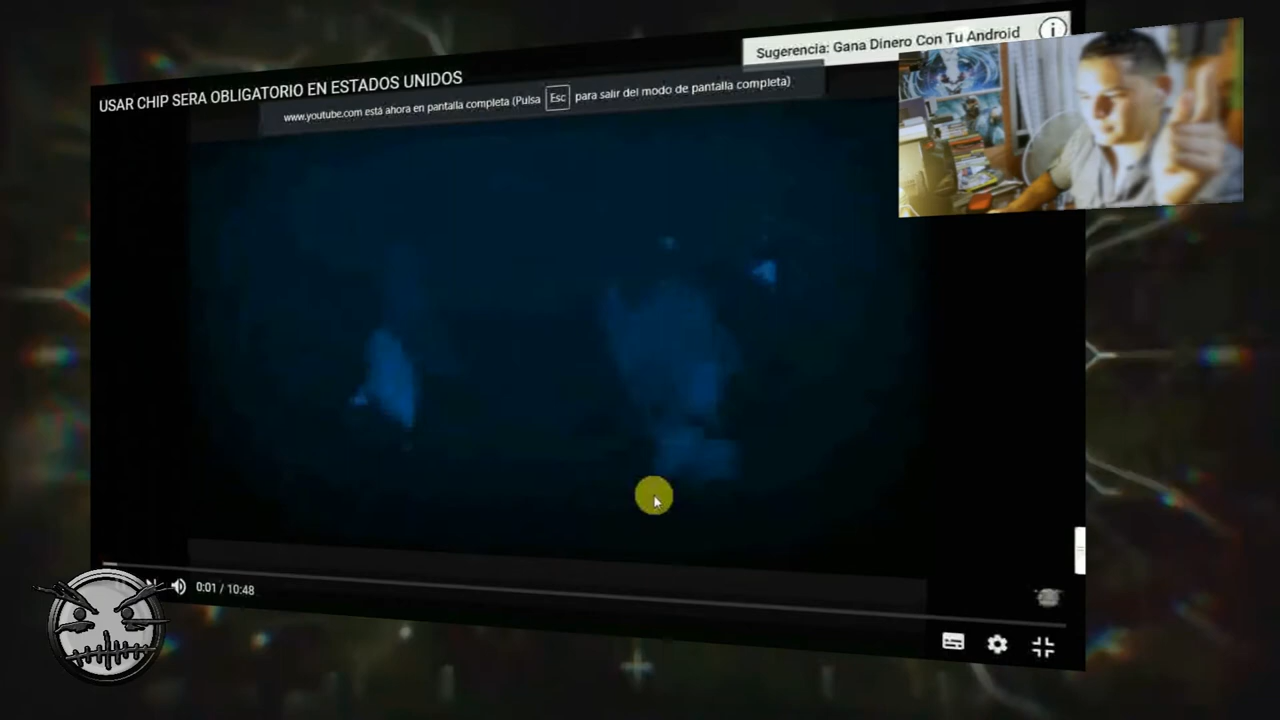 Sugerencia: Gana Dinero Con Tu Android
USAR CHIP SERA OBLIGATORIO EN ESTADOS UNIDOS
www.youtube.com está ahora en pantalla completa (Pulsa Esc para salir del modo de pantalla completa)
0:01 / 10:48